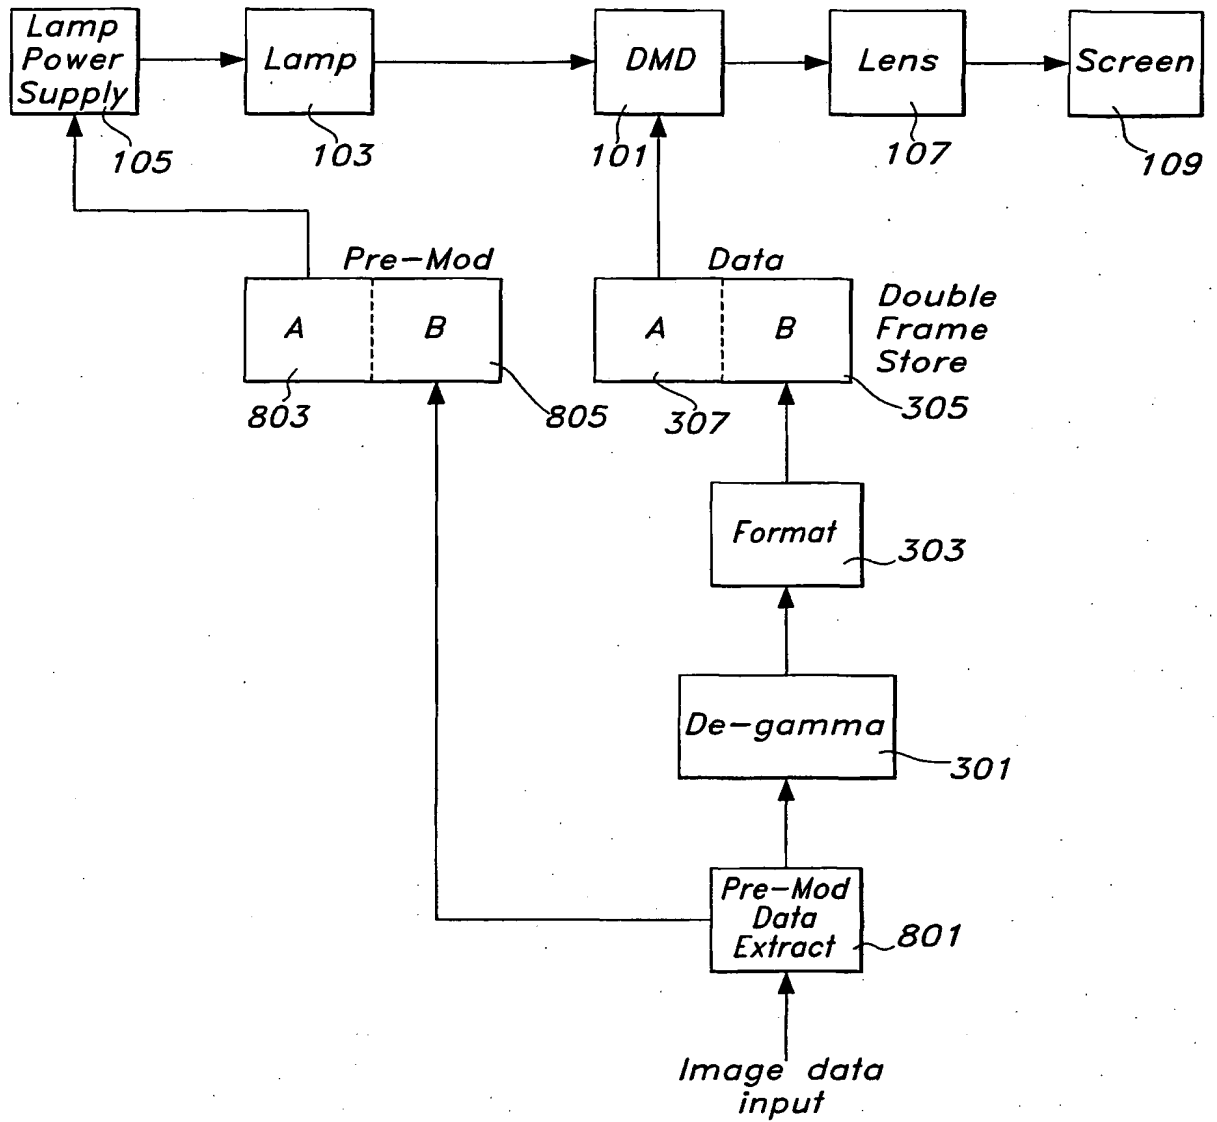 Lamp
Power
Supply
Lamp
DMD
Lens
Screen
105
103
101
107
109
Pre-Mod
Data
A
B
A
B
Double
Frame
Store
803
805
307
305
Format
303
De-gamma
301
Pre-Mod
Data
Extract
801
Image data
input